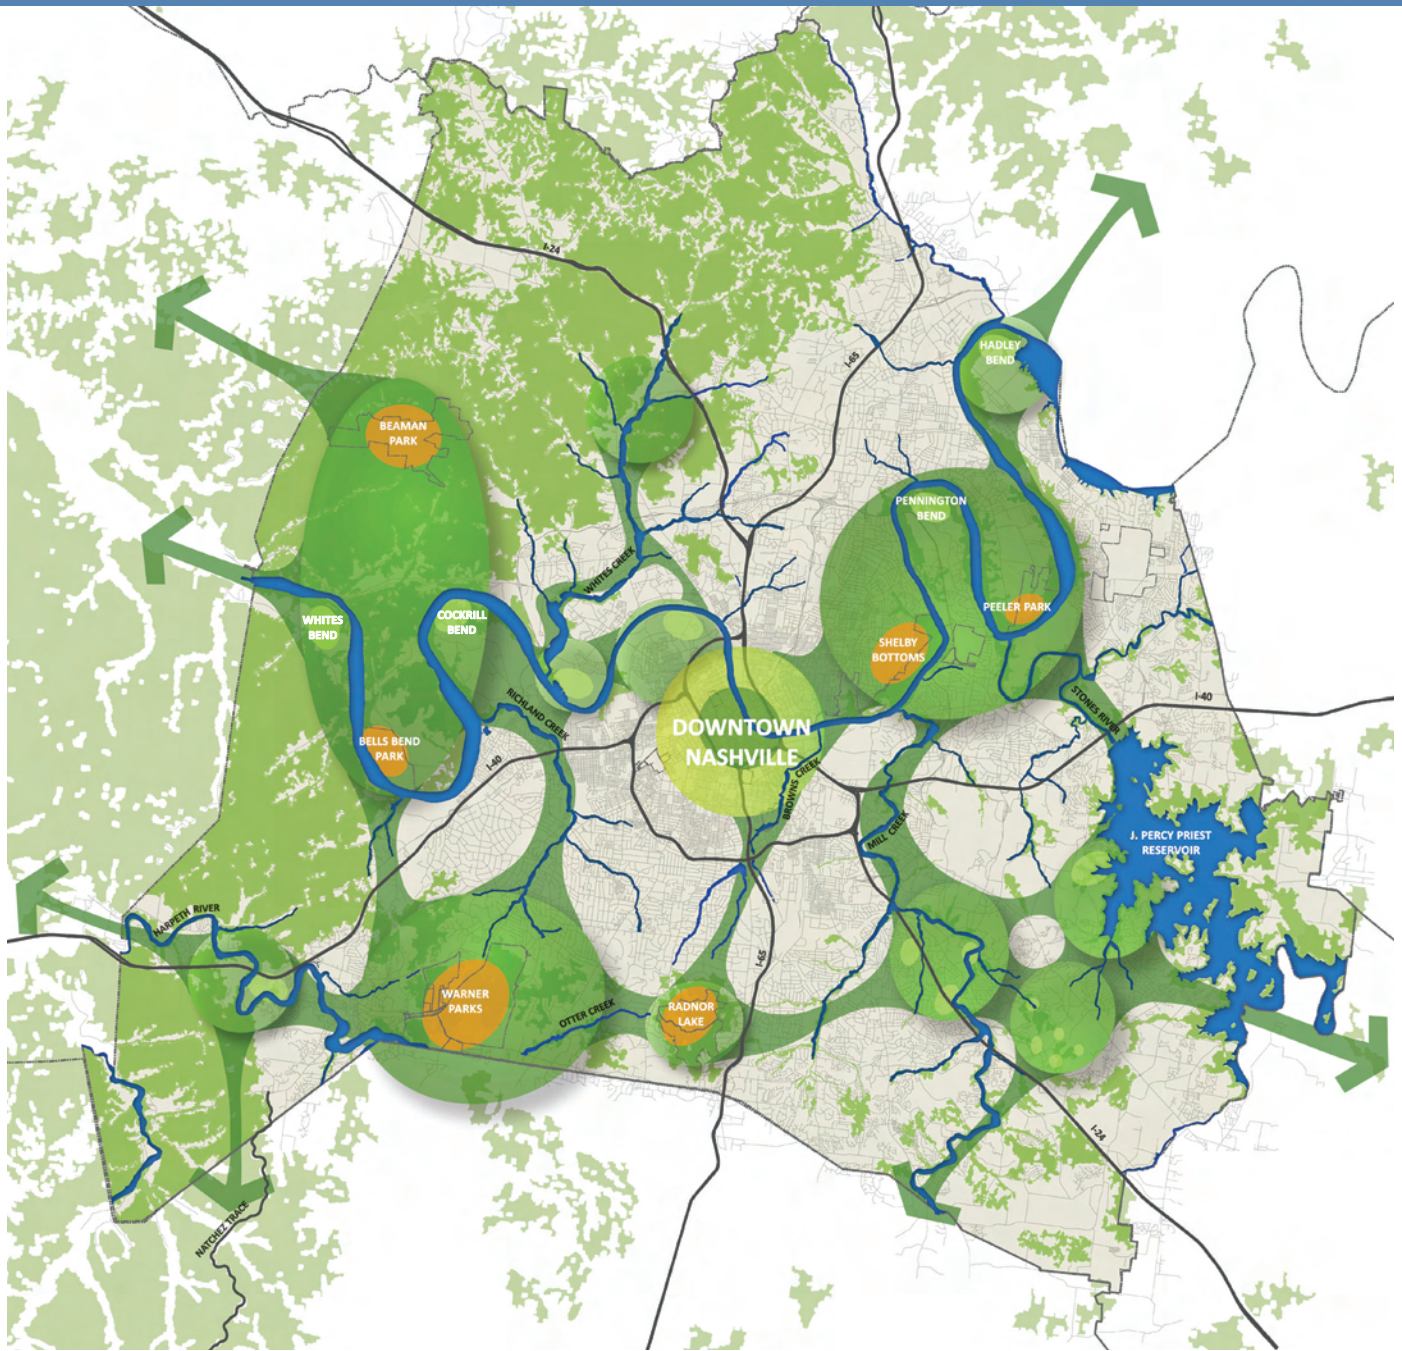 I-24
HADLEY
BEND
I-65
BEAMAN
PARK
PENNINGTON
BEND
WHITES CREEK
WHITES
BEND
COCKRILL
BEND
PEELER PARK
SHELBY
BOTTOMS
RICHLAND CREEK
STONES RIVER
I-40
DOWNTOWN
NASHVILLE
BELLS BEND
PARK
I-40
BROWNS CREEK
MILL CREEK
J. PERCY PRIEST
RESERVOIR
HARPETH RIVER
I-65
WARNER
PARKS
OTTER CREEK
RADNOR
LAKE
I-24
NATCHEZ TRACE